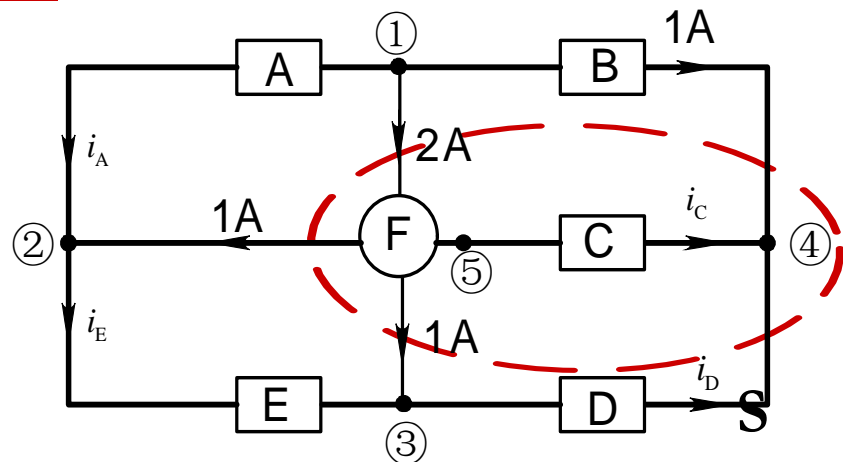 ① 1A
A B
i_A 2A
② 1A F i_C ④
C
⑤
i_E 1A
i_D
E D S
③